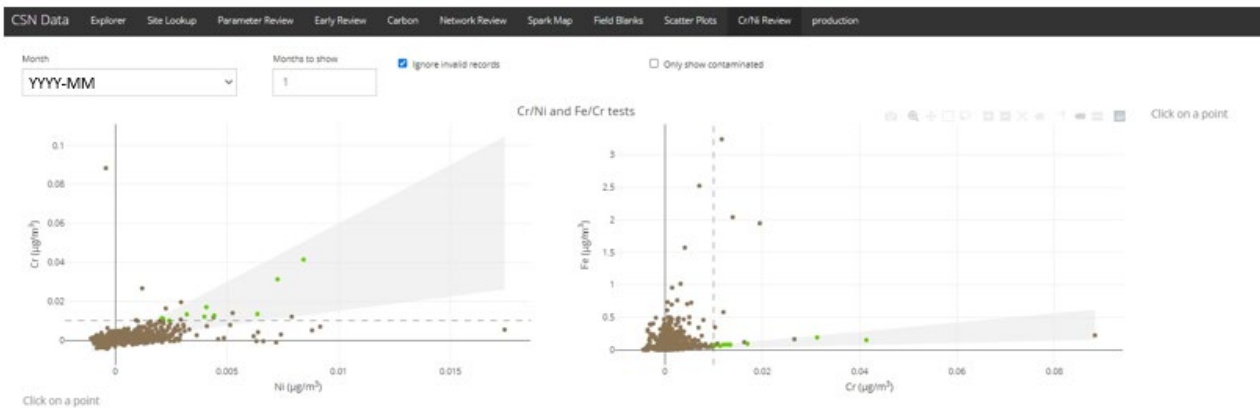 CSN Data Explorer Site Lookup Parameter Review Early Review Carbon Network Review Spark Map Field Blanks Scatter Plots Cr/Ni Review production
Month
Months to show
Ignore invalid records
Only show contaminated
YYYY-MM
1
Cr/Ni and Fe/Cr tests
Click on a point
0.1
0.08
0.06
0.04
0.02
0
Cr (µg/m³)
0
0.005
0.01
0.015
Ni (µg/m³)
3
2.5
2
1.5
1
0.5
0
Fe (µg/m³)
0
0.02
0.04
0.06
0.08
Cr (µg/m³)
Click on a point